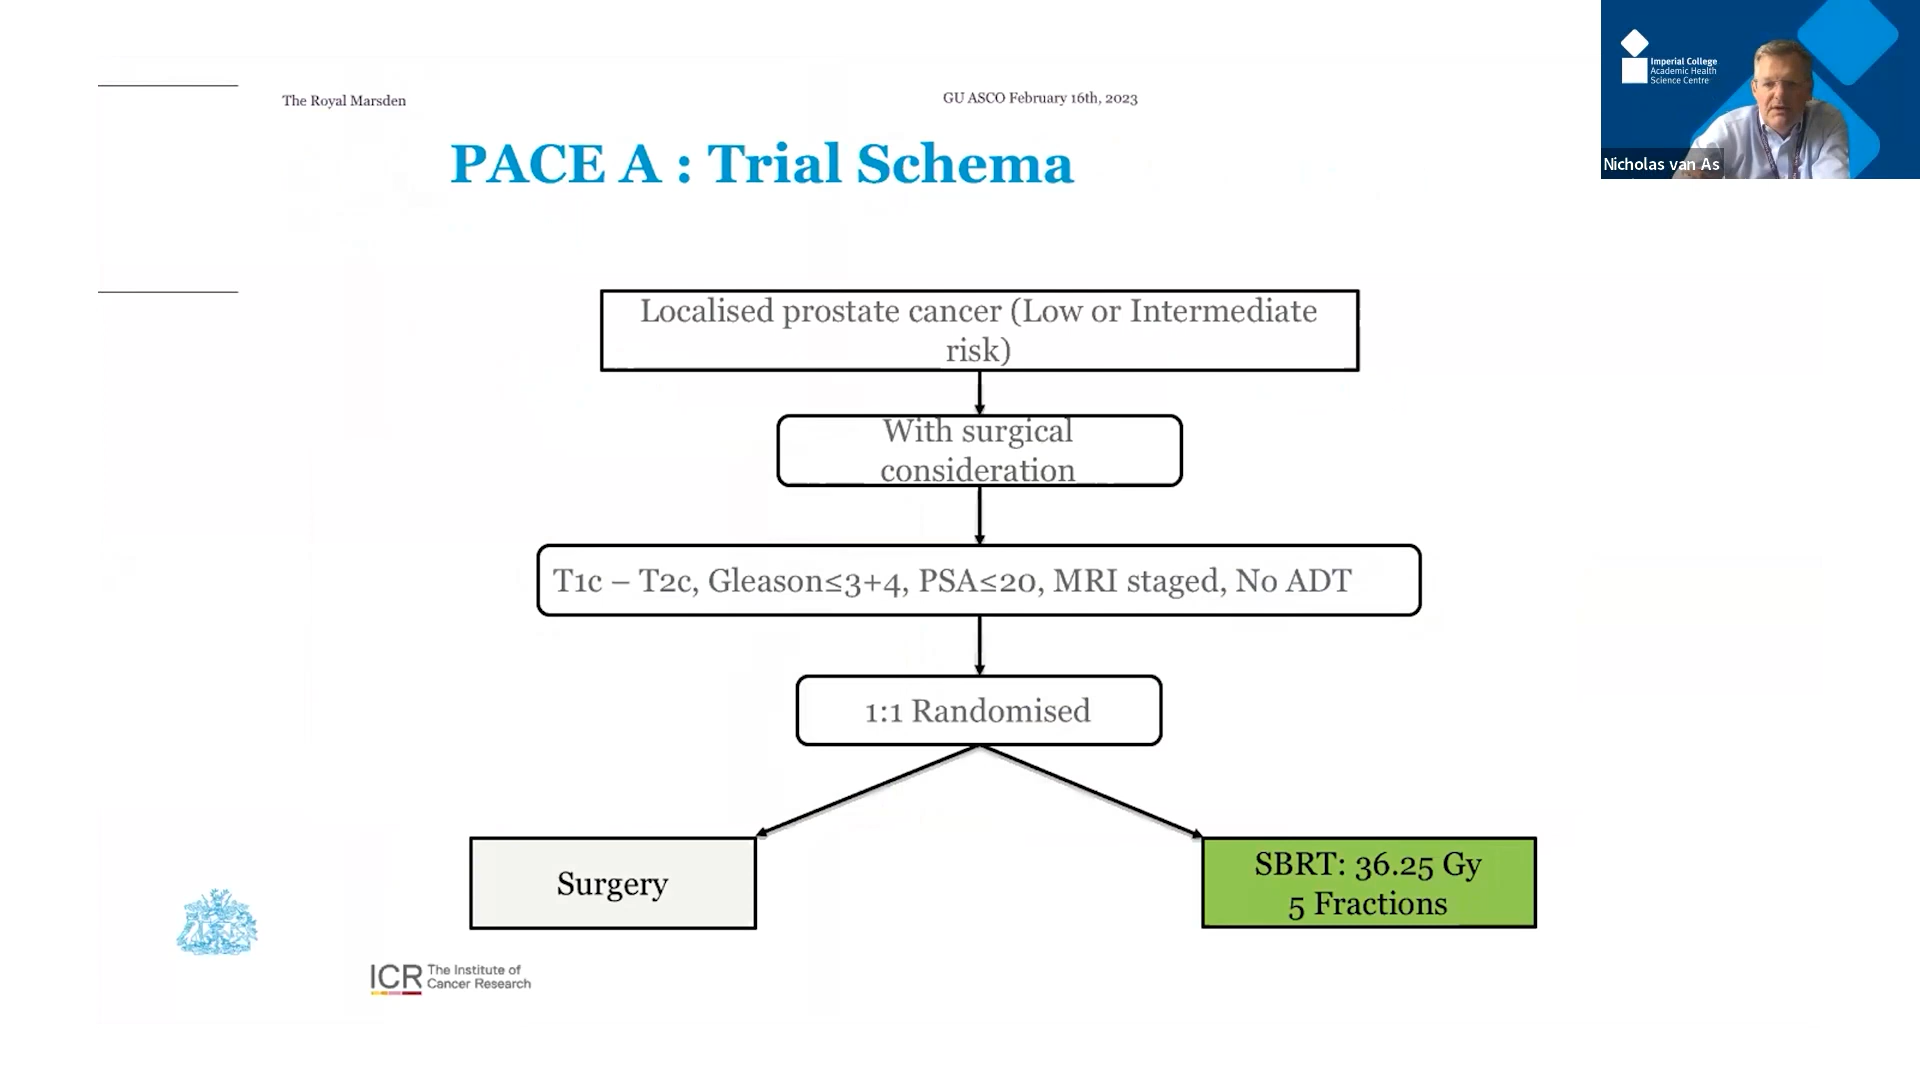 The Royal Marsden
GU ASCO February 16th, 2023
PACE A : Trial Schema
Imperial College
Academic Health
Science Centre
Nicholas van As
Localised prostate cancer (Low or Intermediate
risk)
With surgical
consideration
T1c – T2c, Gleason≤3+4, PSA≤20, MRI staged, No ADT
1:1 Randomised
Surgery
SBRT: 36.25 Gy
5 Fractions
ICR The Institute of
Cancer Research